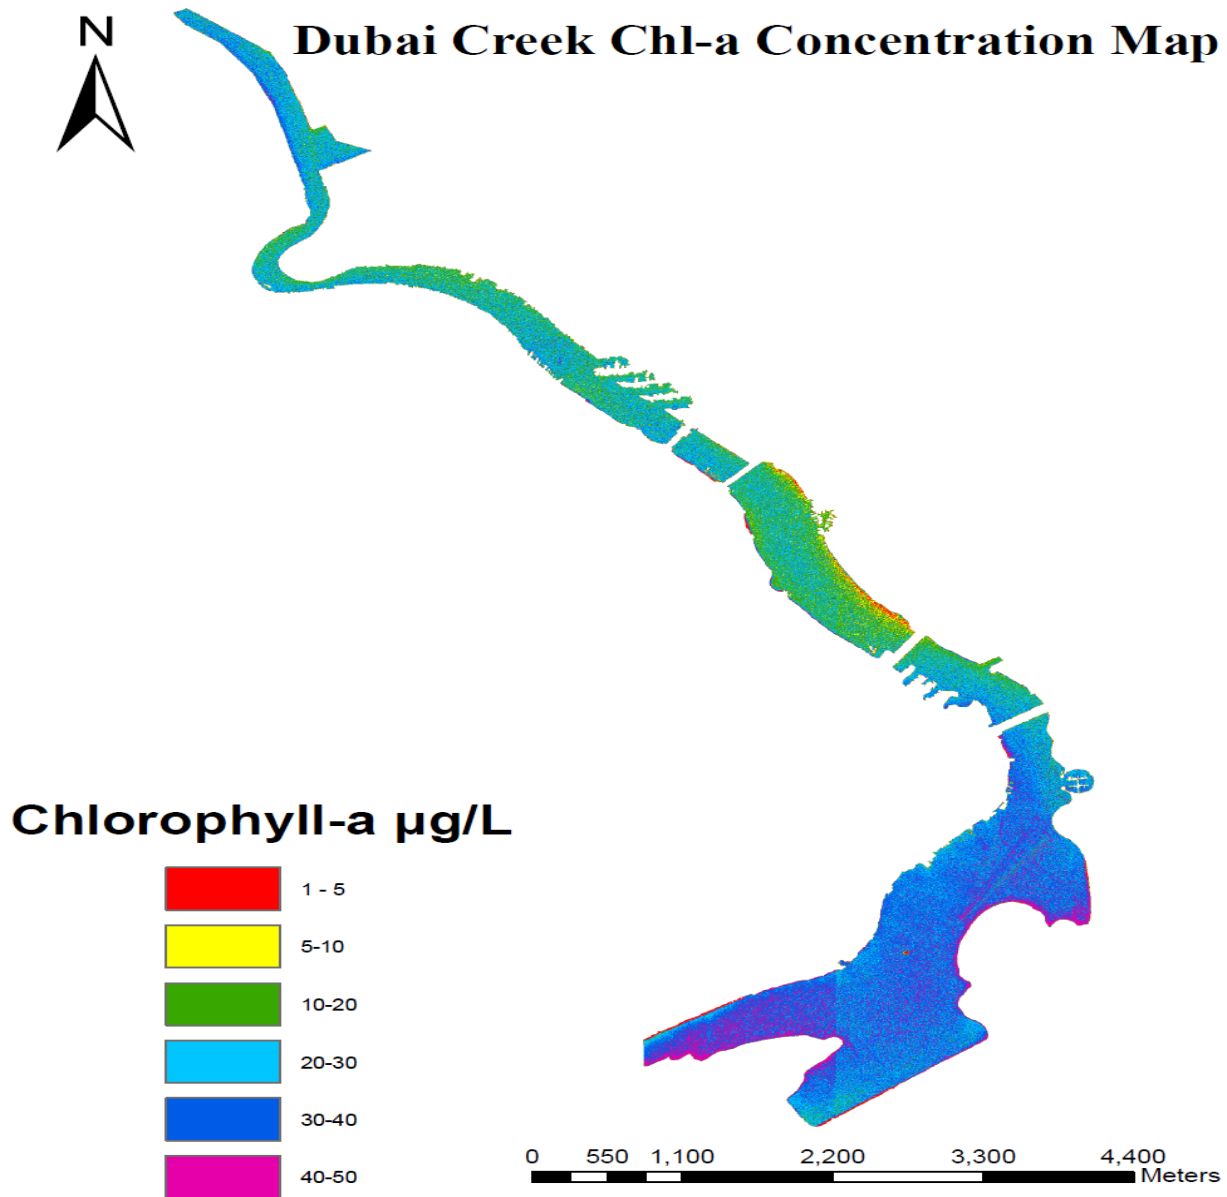 N
Dubai Creek Chl-a Concentration Map
Chlorophyll-a µg/L
1 - 5
5-10
10-20
20-30
30-40
40-50
0 550 1,100 2,200 3,300 4,400
Meters